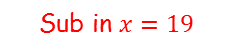 Sub in x = 19